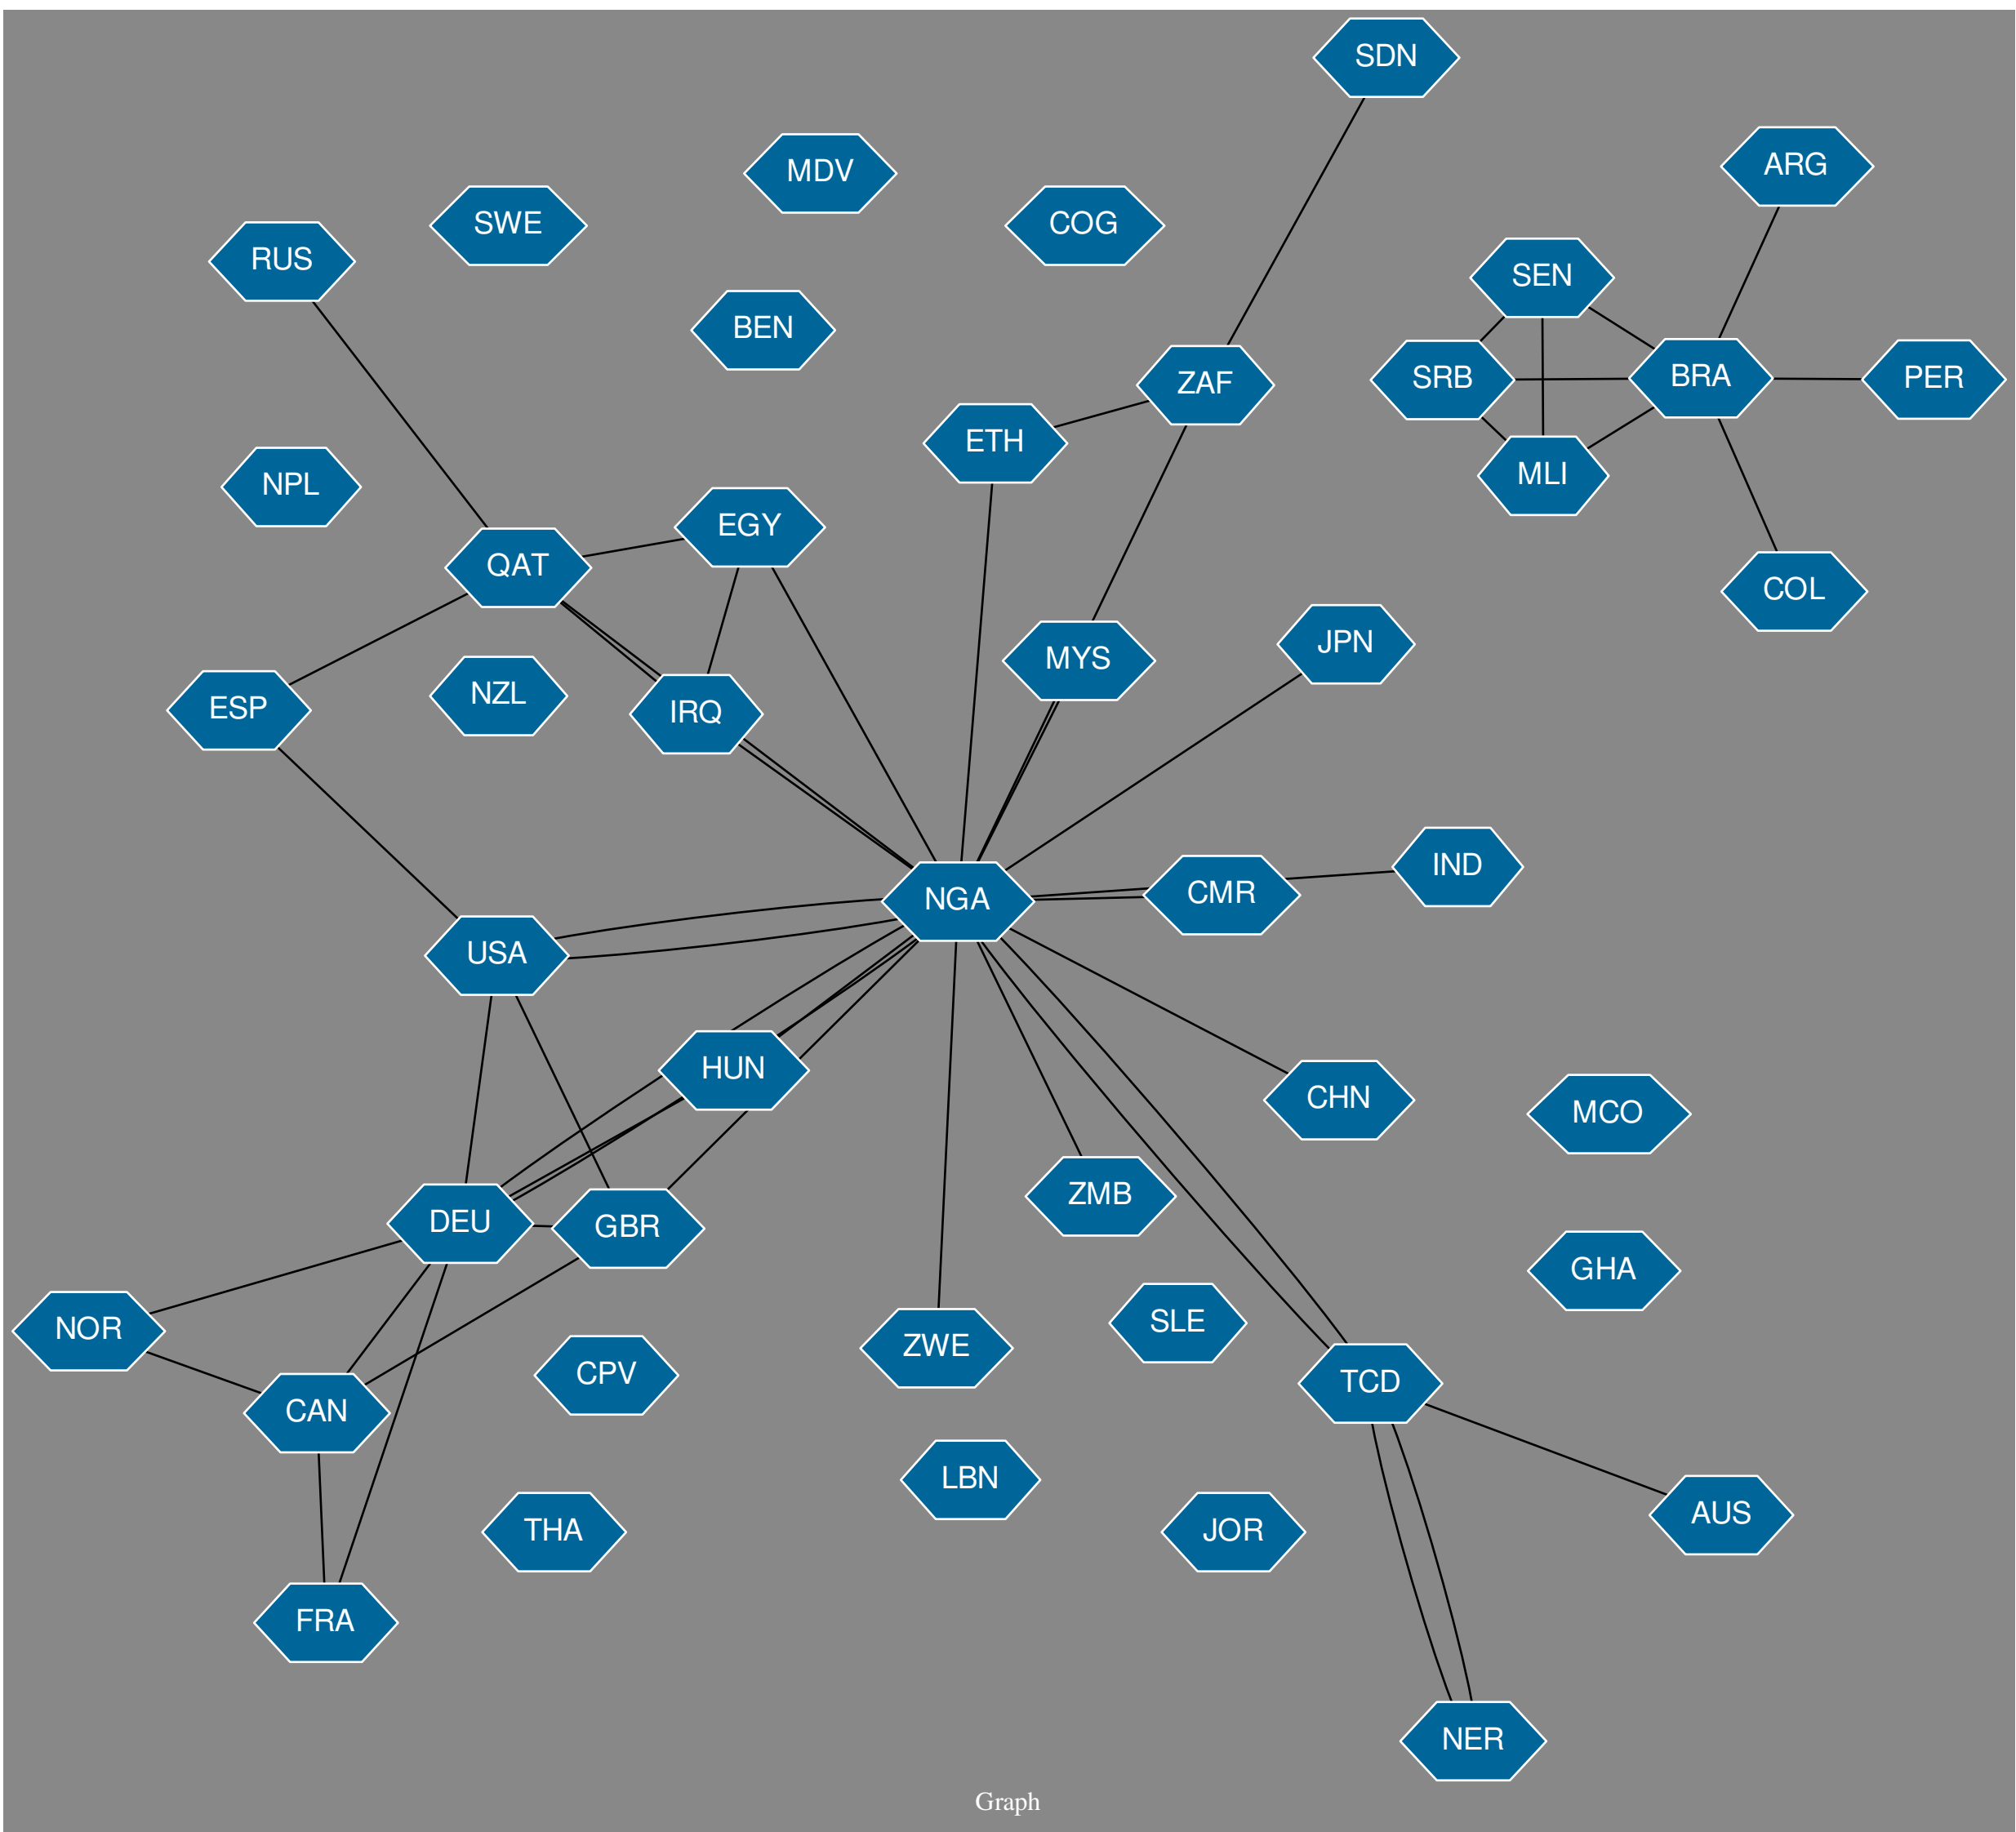 SDN
ARG
MDV
SWE
COG
RUS
SEN
BEN
ZAF
SRB
BRA
PER
ETH
MLI
NPL
EGY
QAT
COL
JPN
MYS
ESP
NZL
IRQ
IND
NGA
CMR
USA
HUN
CHN
MCO
ZMB
DEU
GBR
GHA
SLE
NOR
ZWE
CPV
TCD
CAN
LBN
AUS
THA
JOR
FRA
NER
Graph